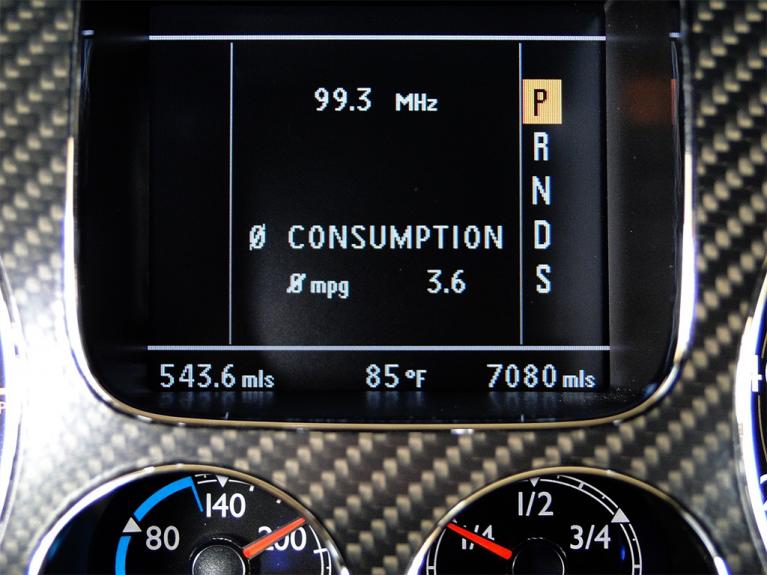 99.3 MHz
P
R
N
Ø CONSUMPTION
D
Ø mpg 3.6
S
543.6 mls 85 °F 7080 mls
140
80
200
1/2
1/4
3/4